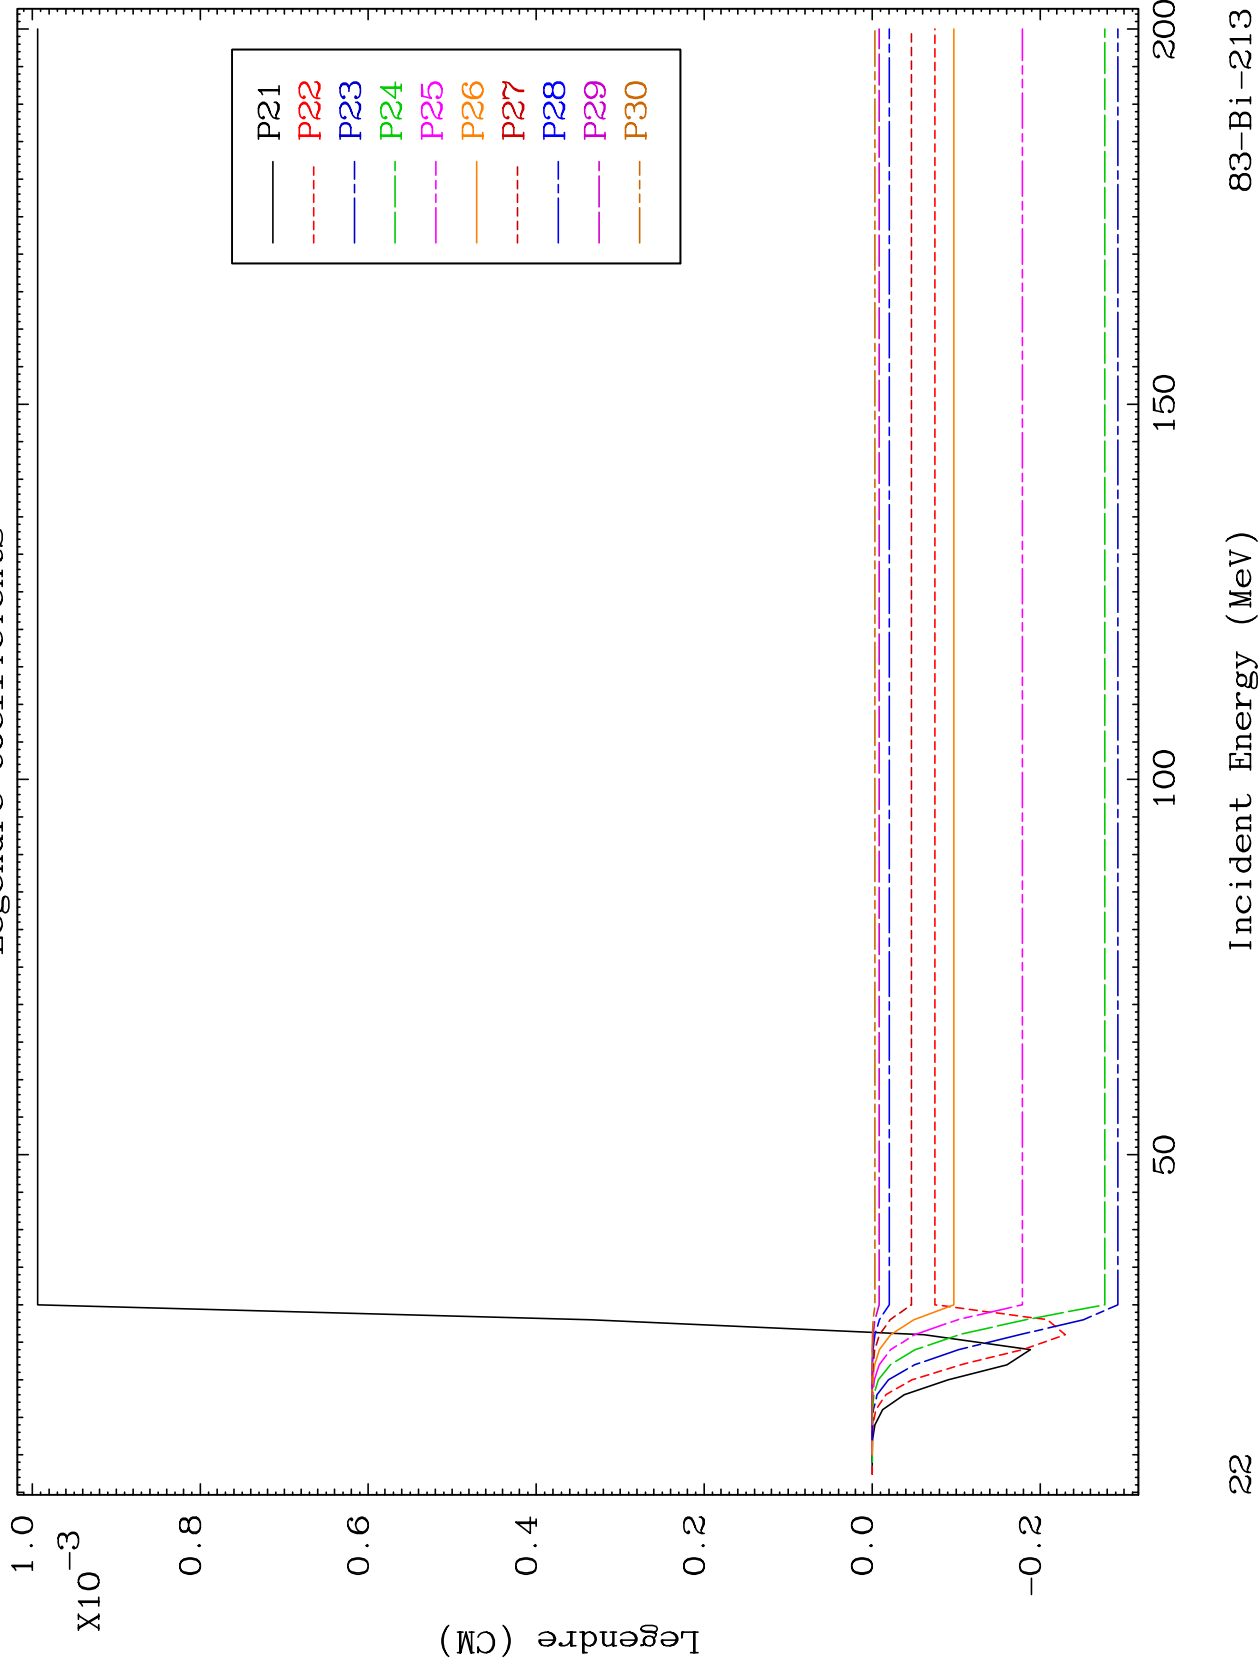 Legendre Coefficients
1.0
X10-3
0.8
0.6
0.4
0.2
0.0
-0.2
Legendre (CM)
P21
P22
P23
P24
P25
P26
P27
P28
P29
P30
50
100
150
200
Incident Energy (MeV)
22
83-Bi-213